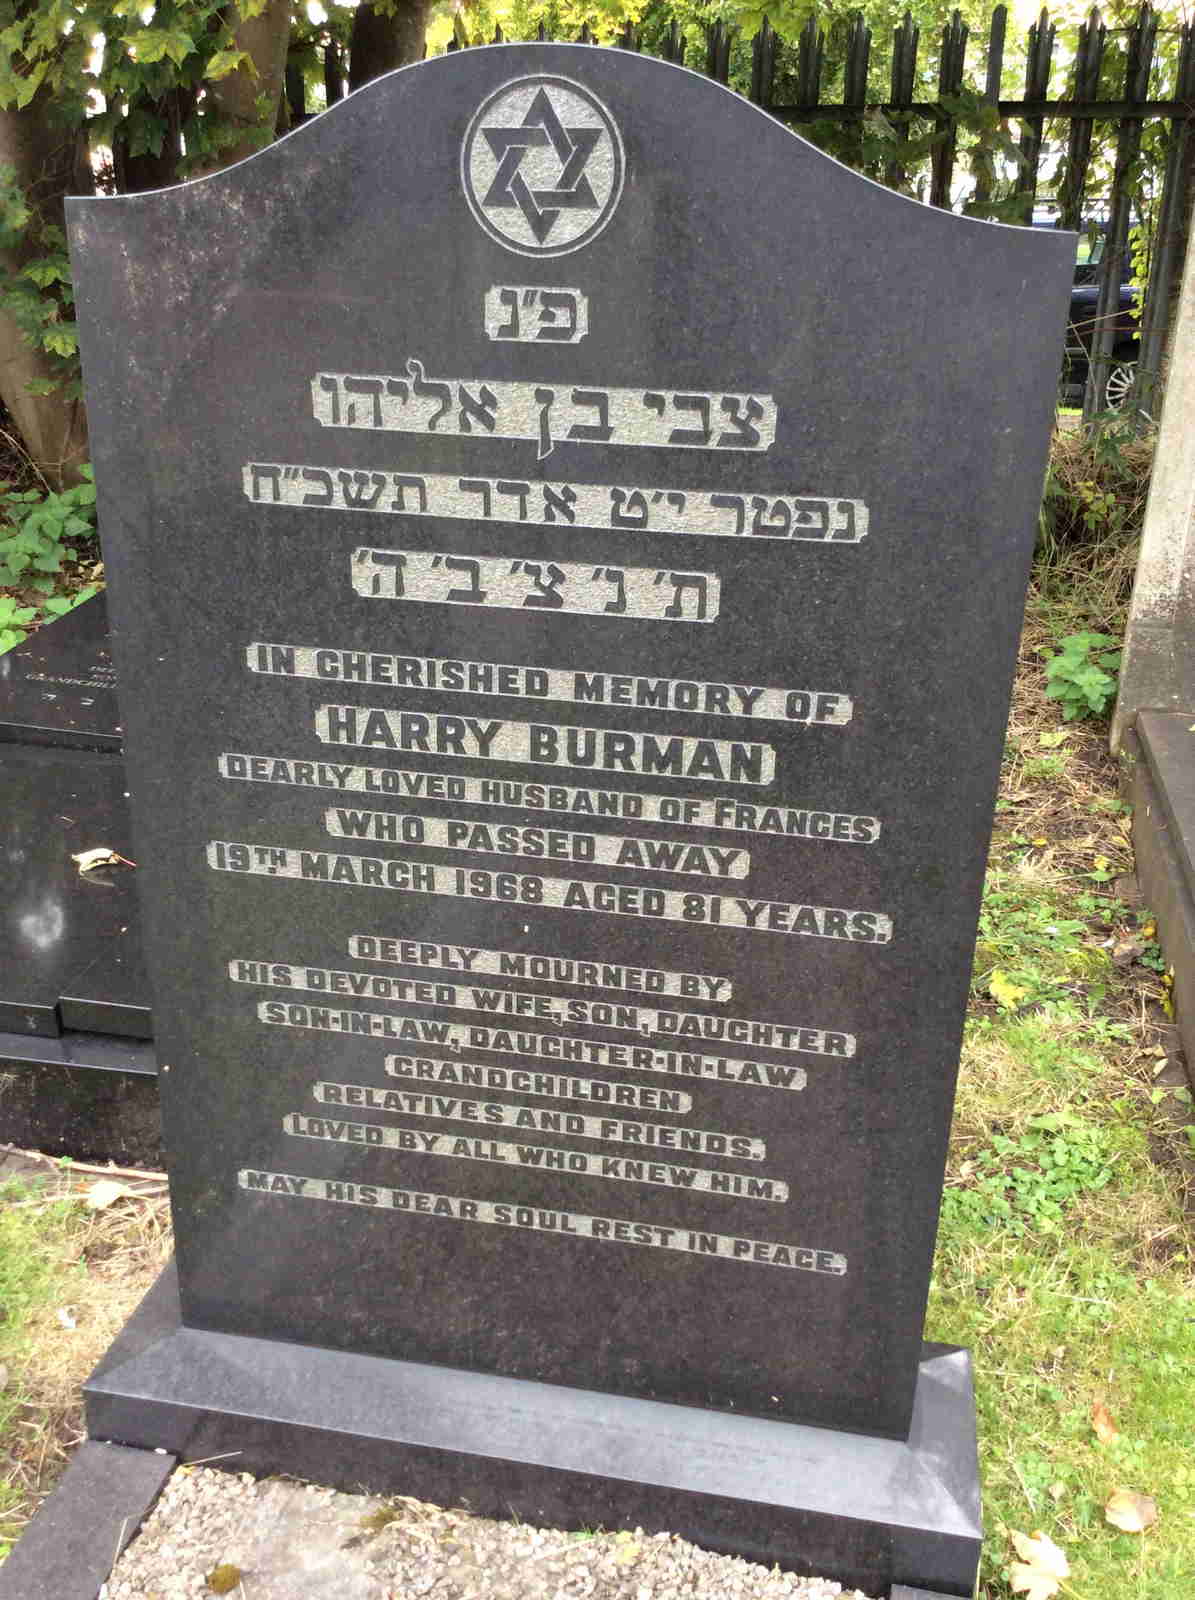 פ"נ
צבי בן אליהו
נפטר י"ט אדר תשכ"ח
ת' נ' צ' ב' ה'
IN CHERISHED MEMORY OF
HARRY BURMAN
DEARLY LOVED HUSBAND OF FRANCES
WHO PASSED AWAY
19TH MARCH 1968 AGED 81 YEARS.
DEEPLY MOURNED BY
HIS DEVOTED WIFE, SON, DAUGHTER
SON-IN-LAW, DAUGHTER-IN-LAW
GRANDCHILDREN
RELATIVES AND FRIENDS.
LOVED BY ALL WHO KNEW HIM.
MAY HIS DEAR SOUL REST IN PEACE.